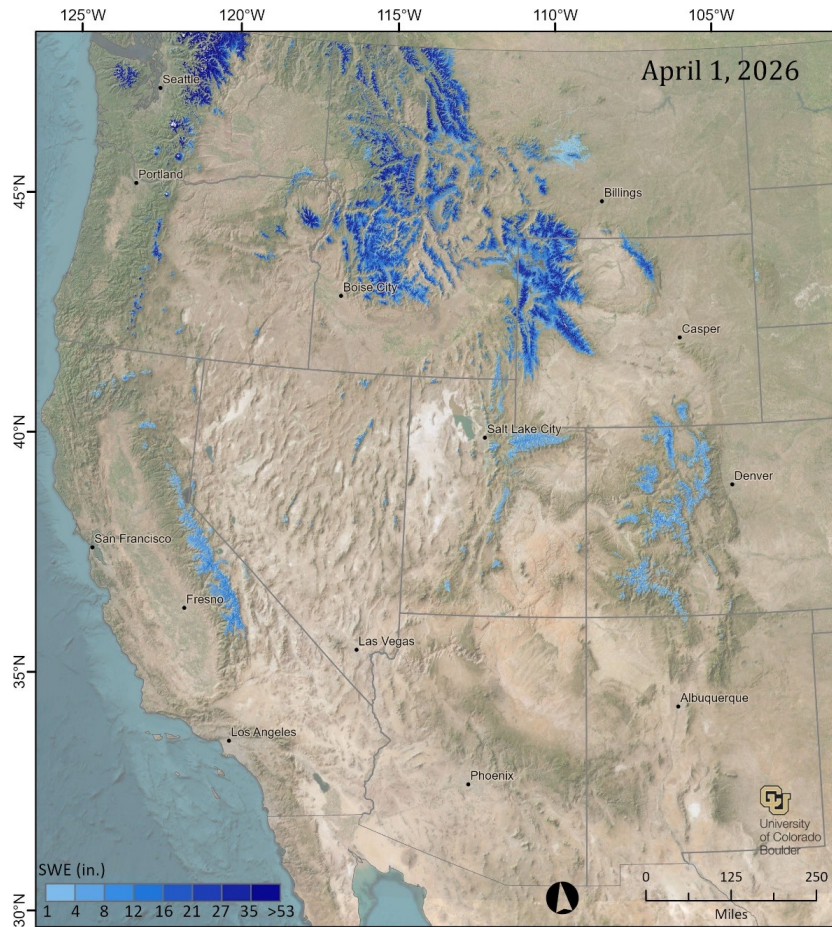 125°W 120°W 115°W 110°W 105°W
April 1, 2026
Seattle
45°N
Portland
Billings
Boise City
Casper
40°N
Salt Lake City
Denver
San Francisco
Fresno
Las Vegas
35°N
Albuquerque
Los Angeles
Phoenix
CU
University
of Colorado
Boulder
SWE (in.)
1 4 8 12 16 21 27 35 >53
0 125 250
Miles
30°N